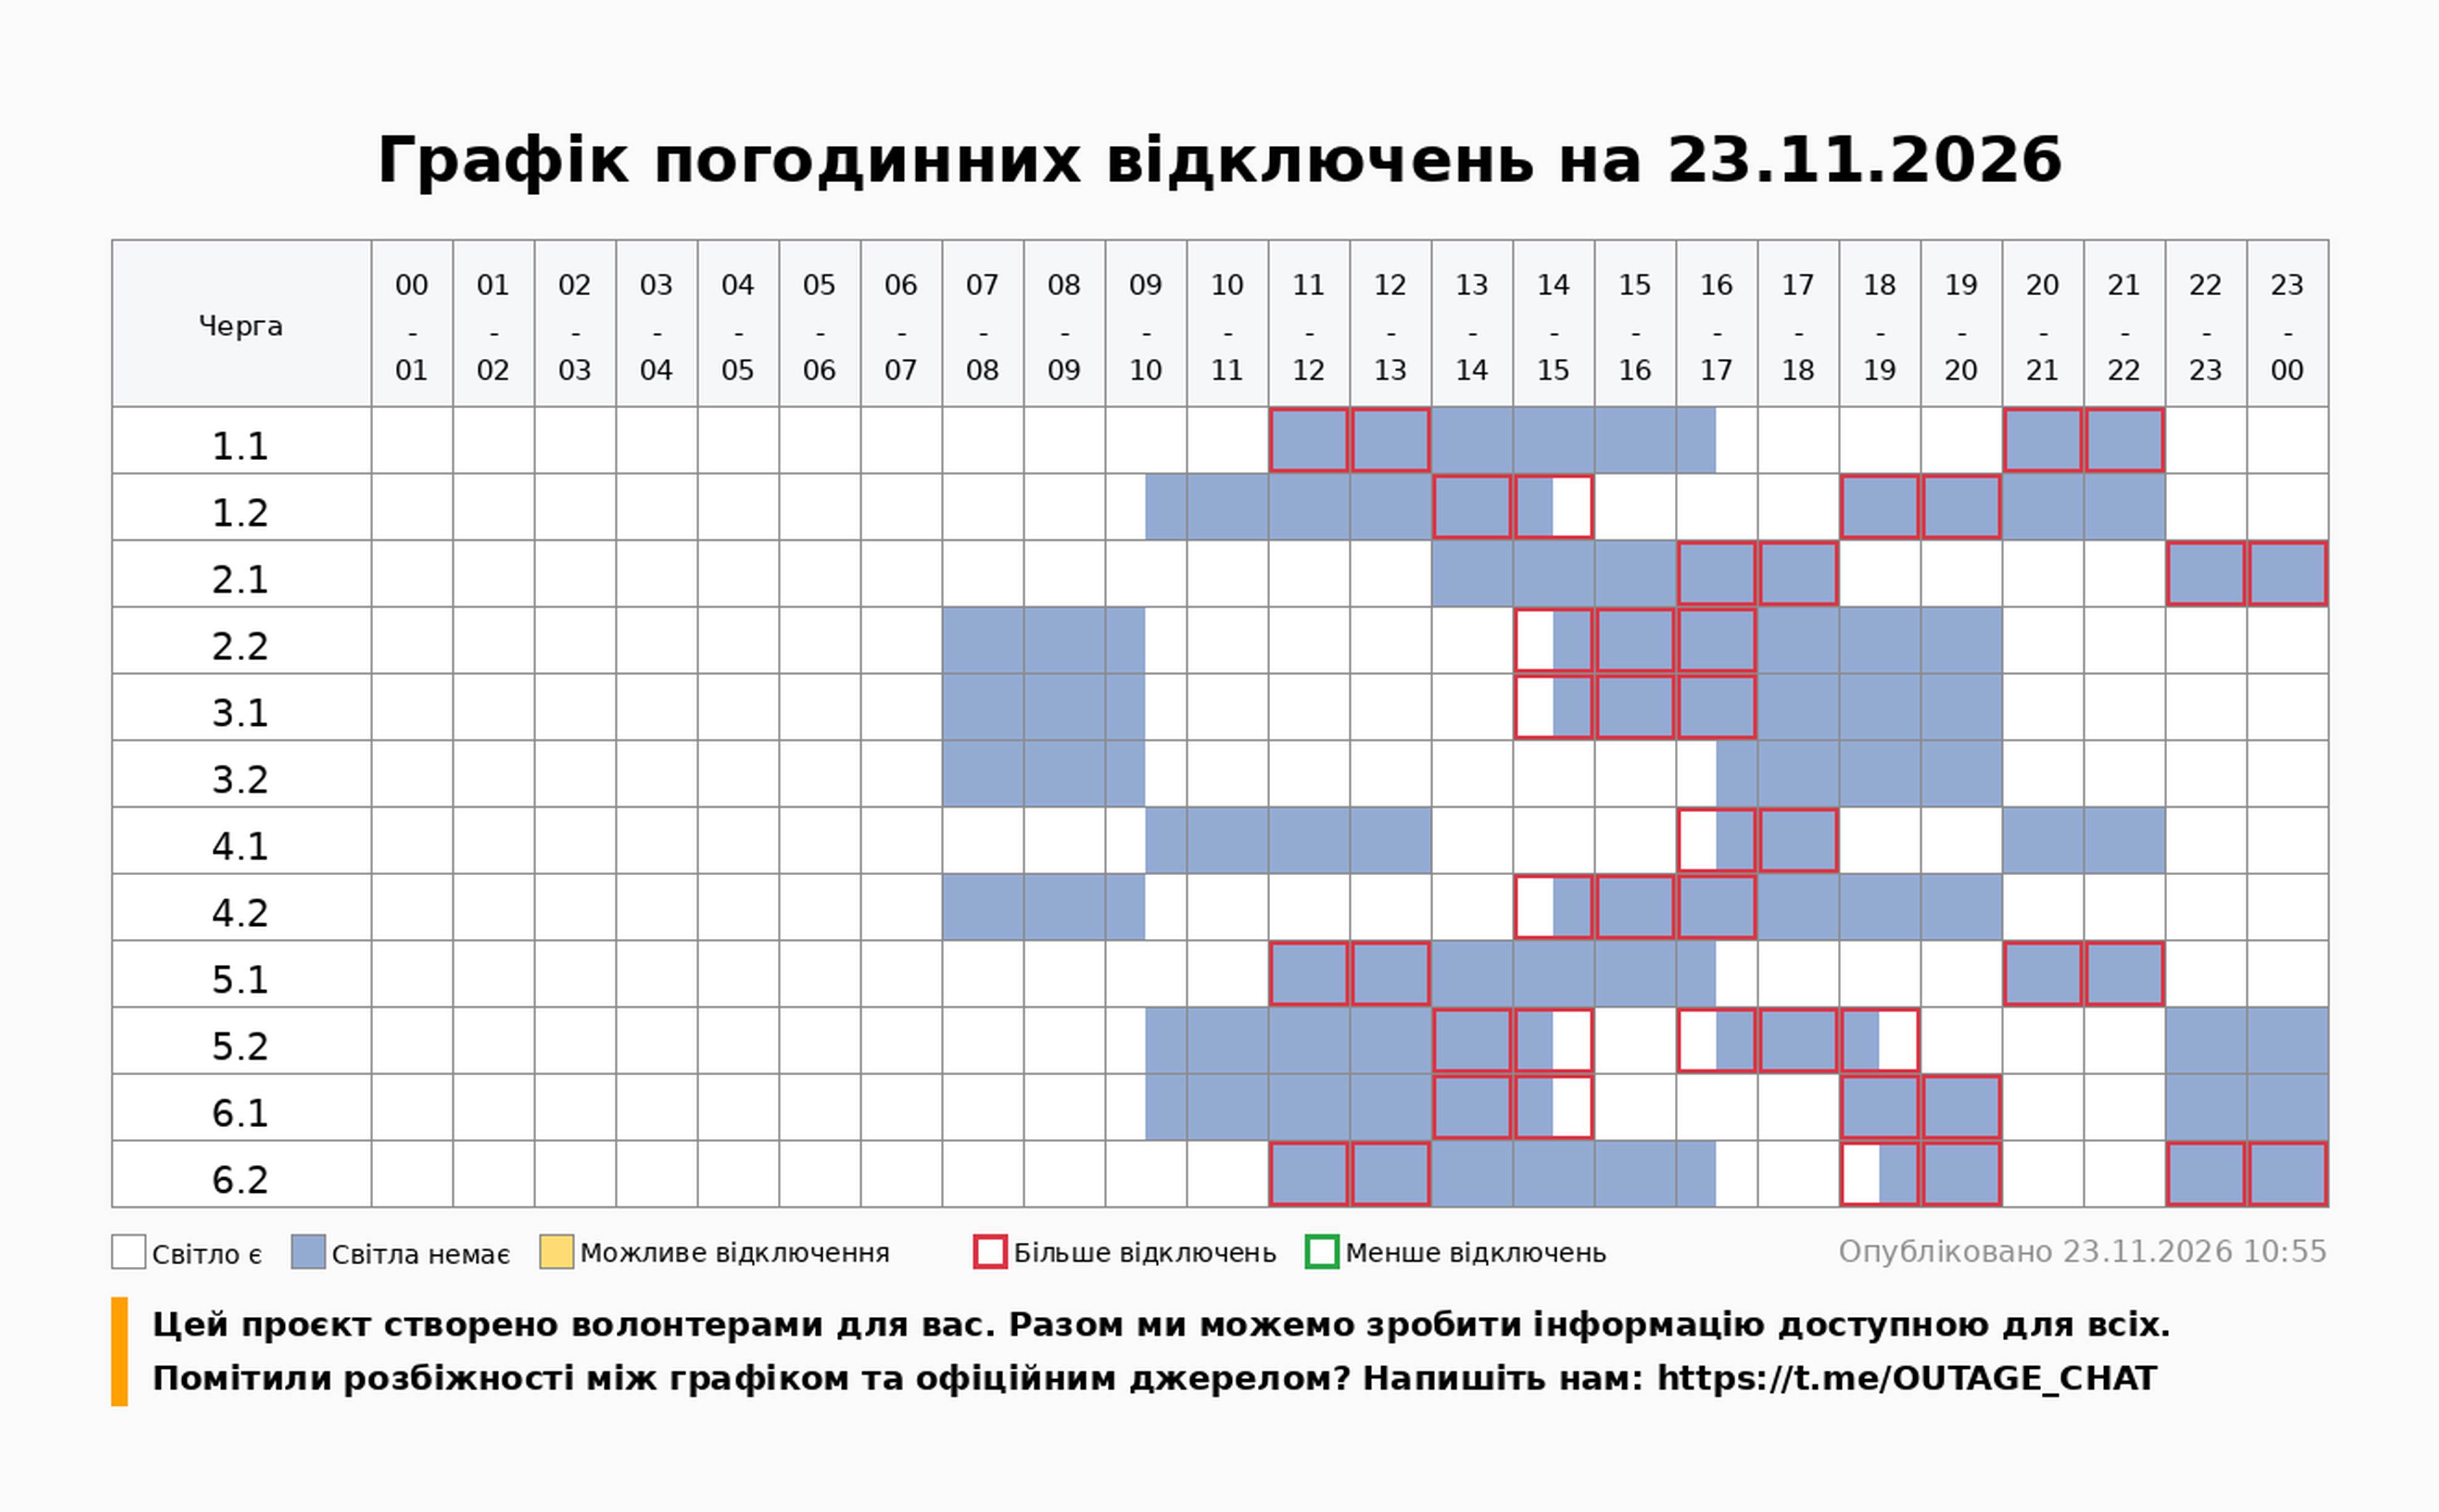 Графік погодинних відключень на 23.11.2026
Черга 00 - 01 01 - 02 02 - 03 03 - 04 04 - 05 05 - 06 06 - 07 07 - 08 08 - 09 09 - 10 10 - 11 11 - 12 12 - 13 13 - 14 14 - 15 15 - 16 16 - 17 17 - 18 18 - 19 19 - 20 20 - 21 21 - 22 22 - 23 23 - 00
1.1
1.2
2.1
2.2
3.1
3.2
4.1
4.2
5.1
5.2
6.1
6.2
Світло є Світла немає Можливе відключення Більше відключень Менше відключень Опубліковано 23.11.2026 10:55
Цей проєкт створено волонтерами для вас. Разом ми можемо зробити інформацію доступною для всіх.
Помітили розбіжності між графіком та офіційним джерелом? Напишіть нам: https://t.me/OUTAGE_CHAT